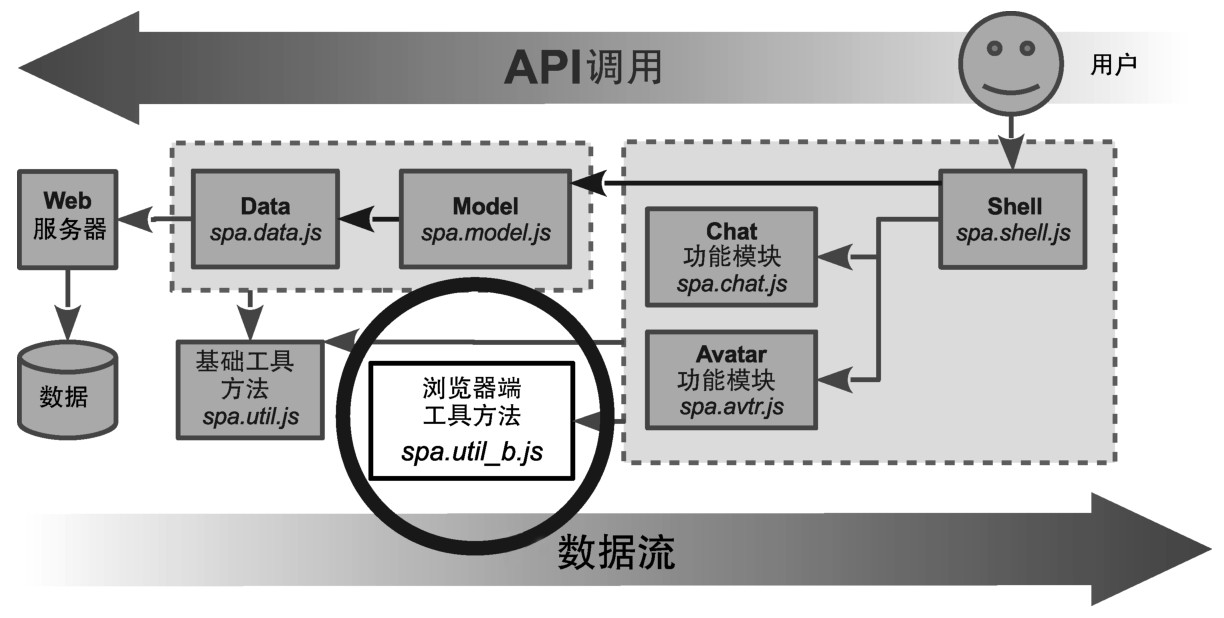 API调用
用户
Web
服务器
Data
spa.data.js
Model
spa.model.js
Chat
功能模块
spa.chat.js
Shell
spa.shell.js
数据
基础工具
方法
spa.util.js
浏览器端
工具方法
spa.util_b.js
Avatar
功能模块
spa.avtr.js
数据流